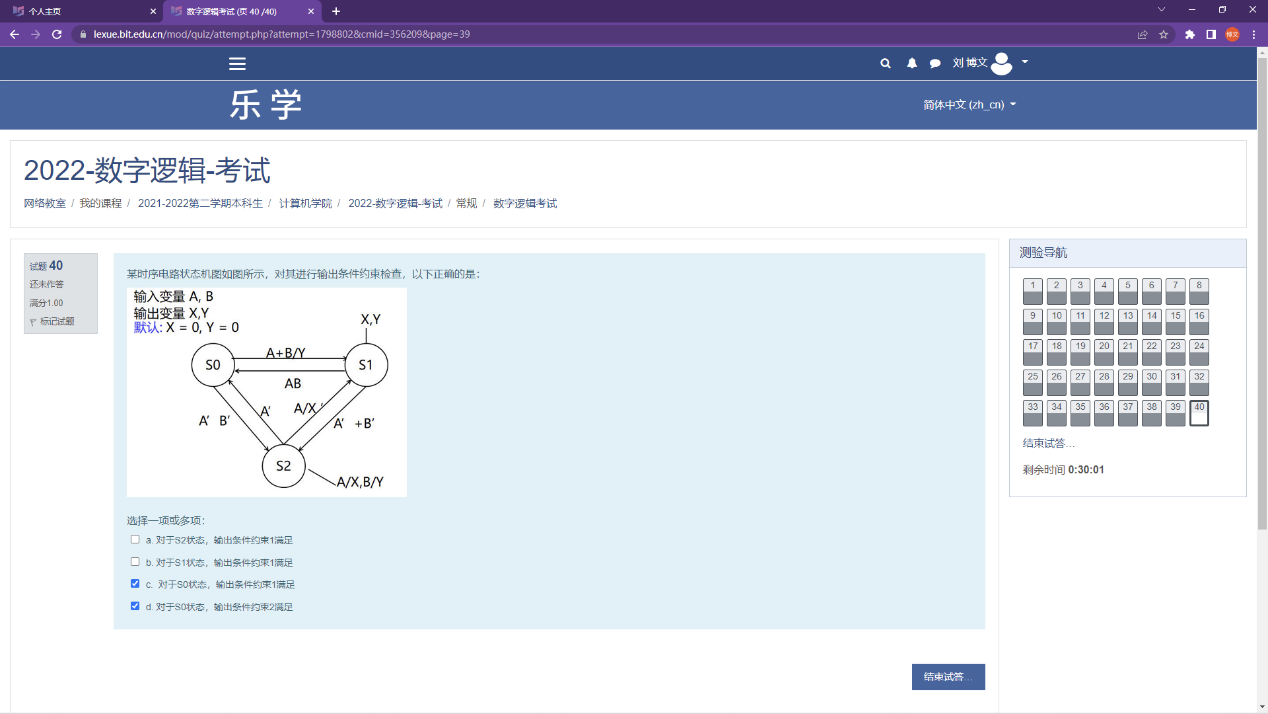 个人主页
数字逻辑考试 (页 40 /40)
lexue.bit.edu.cn/mod/quiz/attempt.php?attempt=1798802&cmid=356209&page=39
博文
刘 博文
乐 学
简体中文 (zh_cn)
2022-数字逻辑-考试
网络教室 / 我的课程 / 2021-2022第二学期本科生 / 计算机学院 / 2022-数字逻辑-考试 / 常规 / 数字逻辑考试
试题 40
还未作答
满分1.00
标记试题
某时序电路状态机图如图所示，对其进行输出条件约束检查，以下正确的是：
输入变量 A, B
输出变量 X,Y
默认: X = 0, Y = 0
X,Y
A+B/Y
S0
S1
AB
A′
A/X ′
A′ B′
A′ +B′
S2
A/X,B/Y
选择一项或多项：
a. 对于S2状态，输出条件约束1满足
b. 对于S1状态，输出条件约束1满足
c. 对于S0状态，输出条件约束1满足
d. 对于S0状态，输出条件约束2满足
结束试答...
测验导航
1 2 3 4 5 6 7 8
9 10 11 12 13 14 15 16
17 18 19 20 21 22 23 24
25 26 27 28 29 30 31 32
33 34 35 36 37 38 39 40
结束试答...
剩余时间 0:30:01